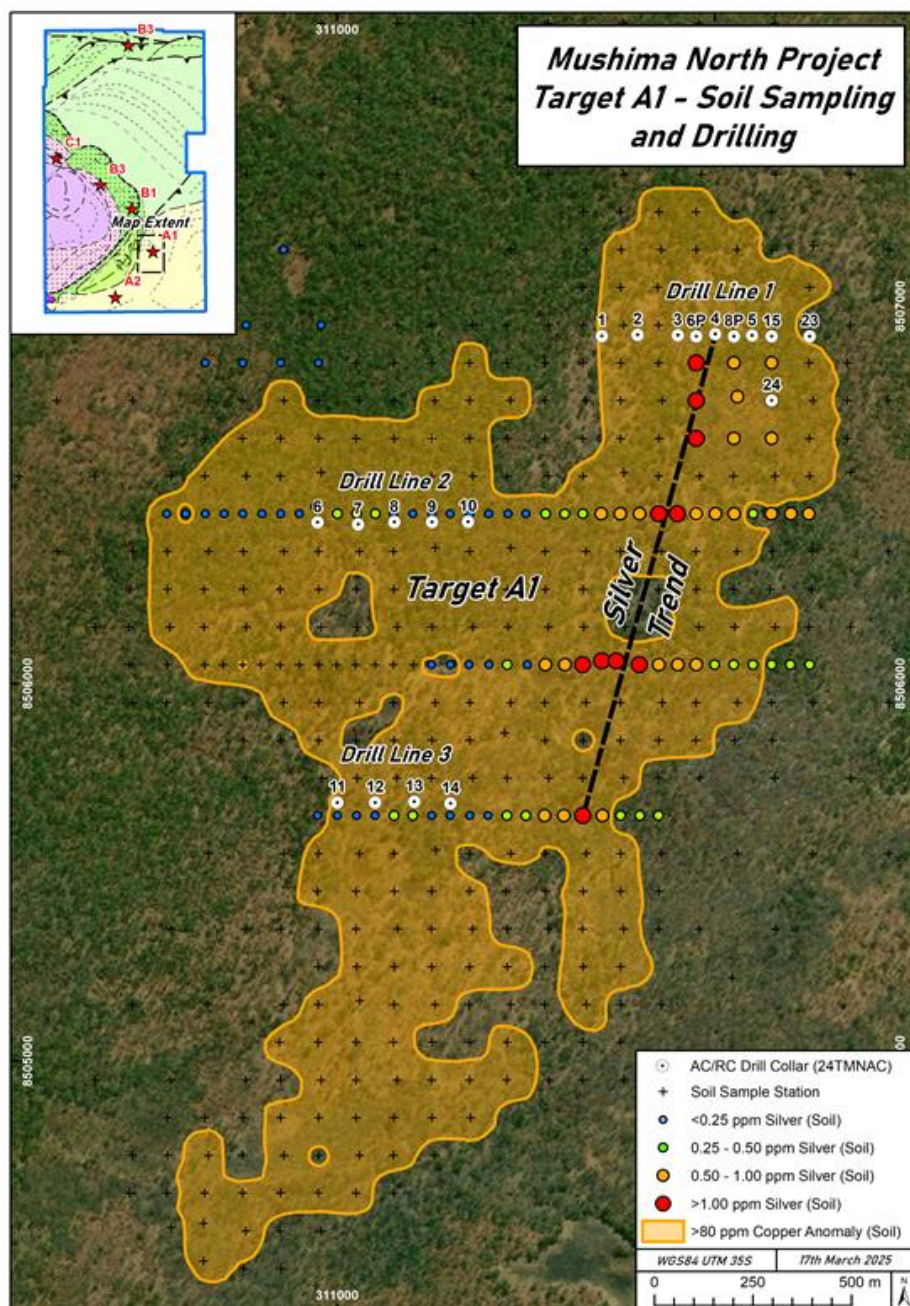 311000
Mushima North Project
Target A1 - Soil Sampling
and Drilling
B3
C1
B3
B1
Map Extent
A1
A2
8507000
Drill Line 1
1 2 3 6P 4 8P 5 15 23
24
Drill Line 2
6 7 8 9 10
Target A1
Silver
Tirend
8506000
8506000
Drill Line 3
11 12 13 14
8505000
00
AC/RC Drill Collar (24TMNAC)
Soil Sample Station
<0.25 ppm Silver (Soil)
0.25 - 0.50 ppm Silver (Soil)
0.50 - 1.00 ppm Silver (Soil)
>1.00 ppm Silver (Soil)
>80 ppm Copper Anomaly (Soil)
WGS84 UTM 35S 17th March 2025
0 250 500 m
N
311000